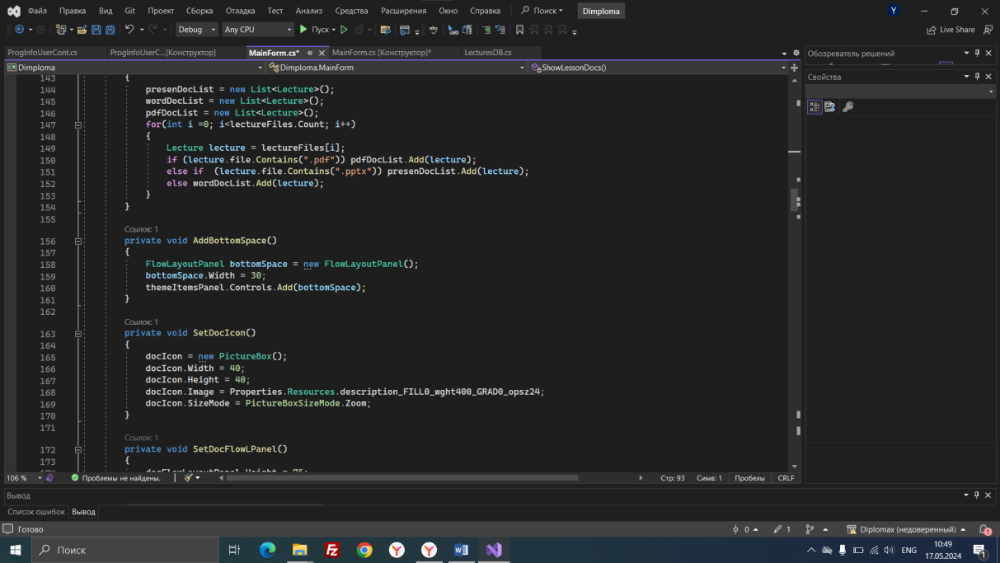 Файл Правка Вид Git Проект Сборка Отладка Тест Анализ Средства Расширения Окно Справка Поиск Dimploma Y
Debug Any CPU Пуск Live Share
ProgInfoUserCont.cs ProgInfoUserC...[Конструктор] MainForm.cs* MainForm.cs [Конструктор]* LecturesDB.cs
Обозреватель решений
Dimploma Dimploma.MainForm ShowLessonDocs()
Свойства
143 {
144 presenDocList = new List<Lecture>();
145 wordDocList = new List<Lecture>();
146 pdfDocList = new List<Lecture>();
147 for(int i =0; i<lectureFiles.Count; i++)
148 {
149 Lecture lecture = lectureFiles[i];
150 if (lecture.file.Contains(".pdf")) pdfDocList.Add(lecture);
151 else if (lecture.file.Contains(".pptx")) presenDocList.Add(lecture);
152 else wordDocList.Add(lecture);
153 }
154 }
155
Ссылок: 1
156 private void AddBottomSpace()
157 {
158 FlowLayoutPanel bottomSpace = new FlowLayoutPanel();
159 bottomSpace.Width = 30;
160 themeItemsPanel.Controls.Add(bottomSpace);
161 }
162
Ссылок: 1
163 private void SetDocIcon()
164 {
165 docIcon = new PictureBox();
166 docIcon.Width = 40;
167 docIcon.Height = 40;
168 docIcon.Image = Properties.Resources.description_FILL0_wght400_GRAD0_opsz24;
169 docIcon.SizeMode = PictureBoxSizeMode.Zoom;
170 }
171
Ссылок: 1
172 private void SetDocFlowLPanel()
173 {
106 % Проблемы не найдены. Стр: 93 Симв: 1 Пробелы CRLF
Вывод
Список ошибок Вывод
Готово 0 1 Diplomax (недоверенный) 1
Поиск ENG 10:49
17.05.2024 1